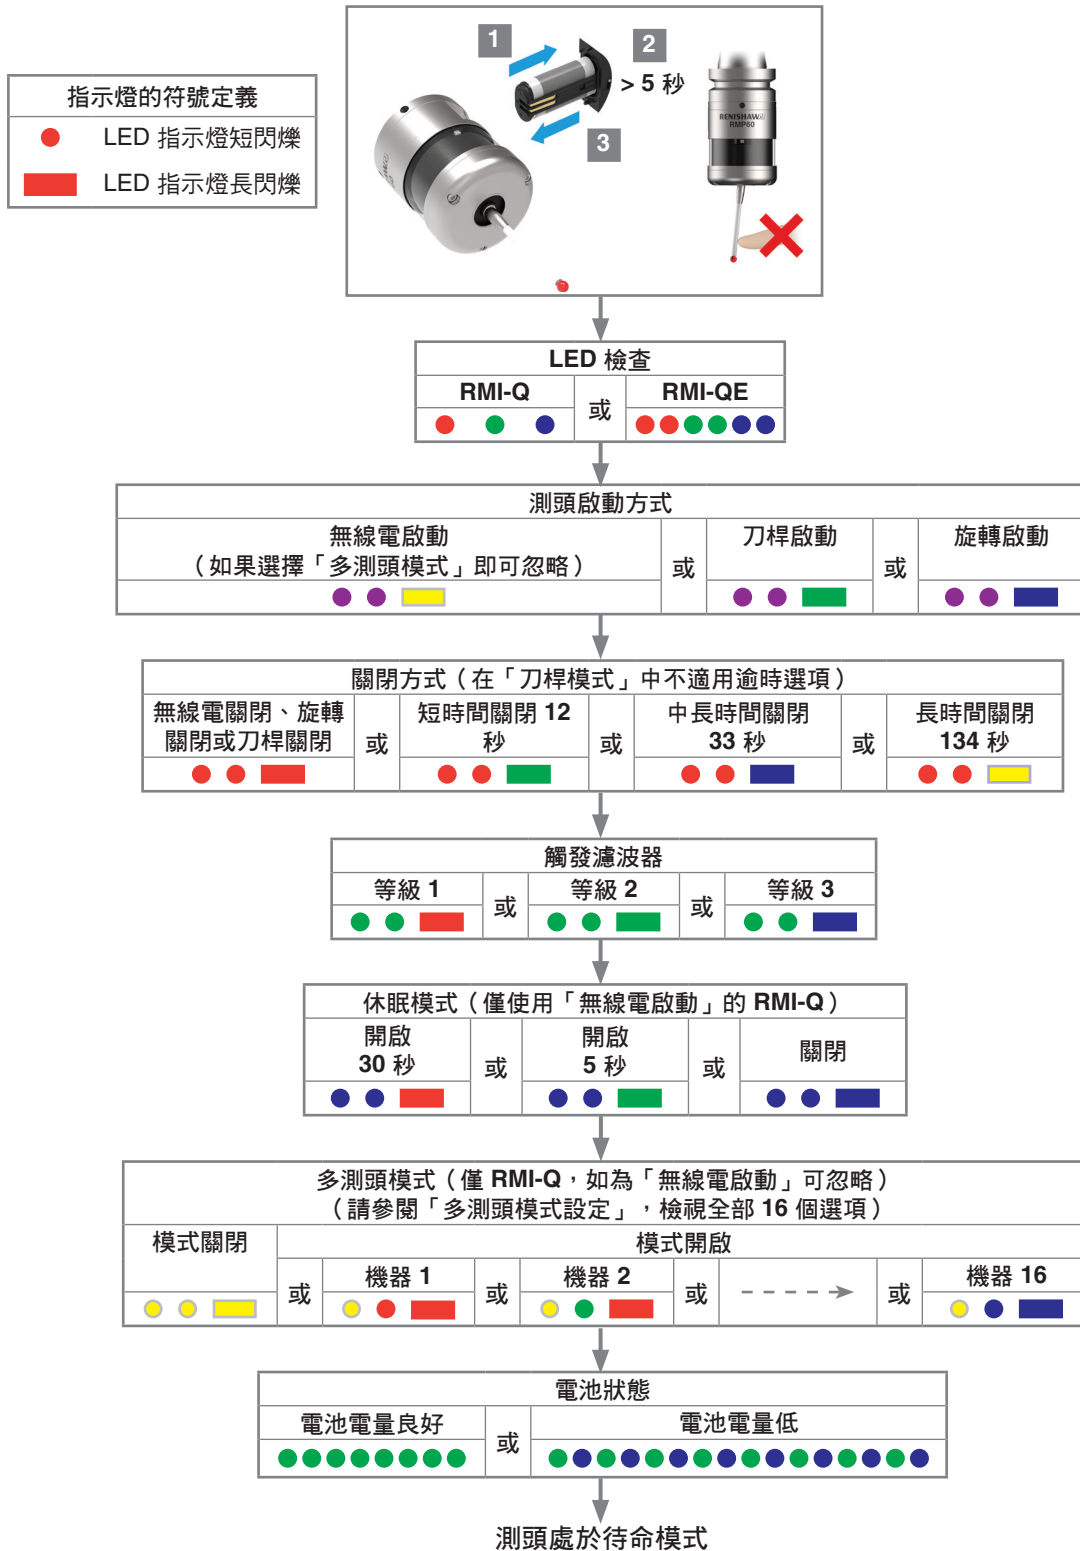 指示燈的符號定義
LED 指示燈短閃爍
LED 指示燈長閃爍
1
2
> 5 秒
3
RENISHAW
RMP60
LED 檢查
RMI-Q
或
RMI-QE
測頭啟動方式
無線電啟動
（如果選擇「多測頭模式」即可忽略）
或
刀桿啟動
或
旋轉啟動
關閉方式（在「刀桿模式」中不適用逾時選項）
無線電關閉、旋轉
關閉或刀桿關閉
或
短時間關閉 12
秒
或
中長時間關閉
33 秒
或
長時間關閉
134 秒
觸發濾波器
等級 1
或
等級 2
或
等級 3
休眠模式（僅使用「無線電啟動」的 RMI-Q）
開啟
30 秒
或
開啟
5 秒
或
關閉
多測頭模式（僅 RMI-Q，如為「無線電啟動」可忽略）
（請參閱「多測頭模式設定」，檢視全部 16 個選項）
模式關閉
模式開啟
或
機器 1
或
機器 2
或
或
機器 16
電池狀態
電池電量良好
或
電池電量低
測頭處於待命模式